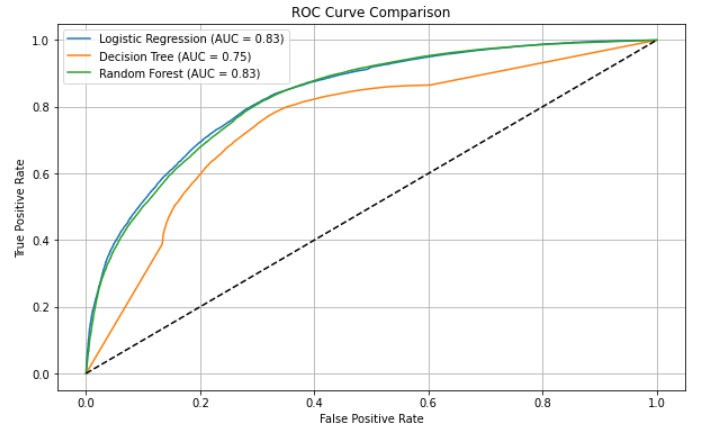 ROC Curve Comparison
Logistic Regression (AUC = 0.83)
Decision Tree (AUC = 0.75)
Random Forest (AUC = 0.83)
True Positive Rate
1.0
0.8
0.6
0.4
0.2
0.0
0.0 0.2 0.4 0.6 0.8 1.0
False Positive Rate